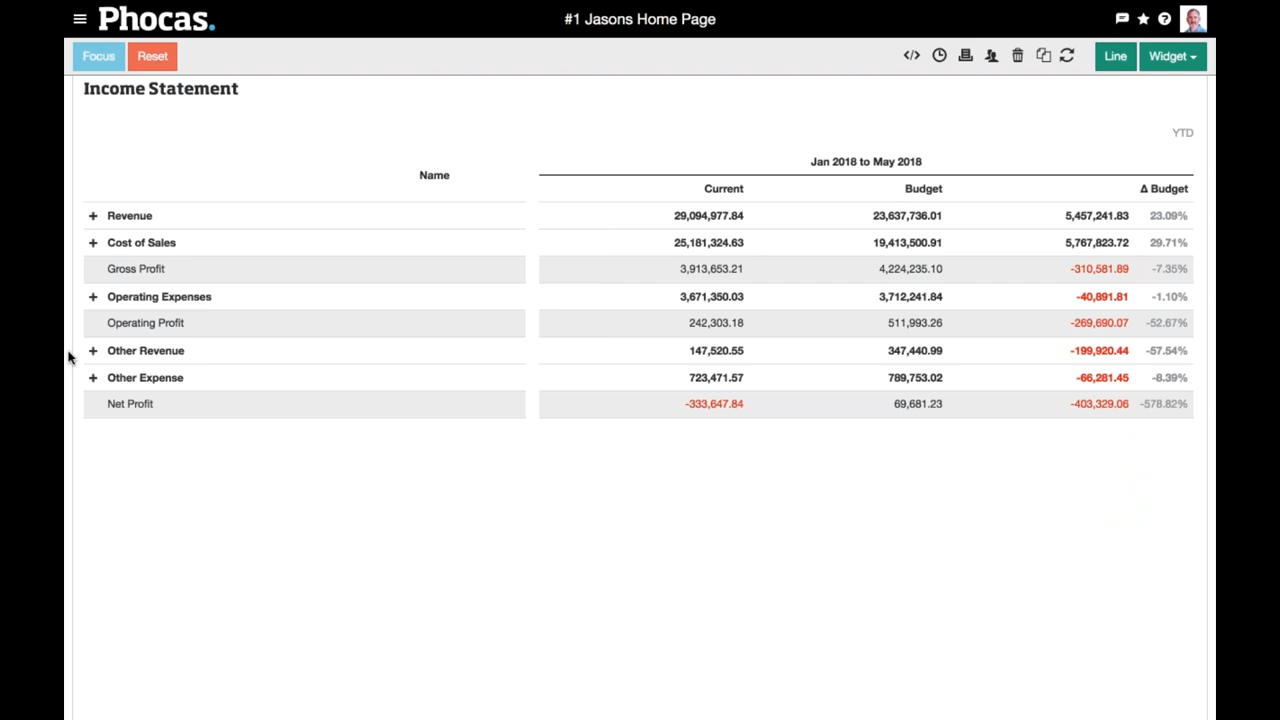 Phocas.
#1 Jasons Home Page
Focus Reset </> Line Widget
Income Statement
YTD
Jan 2018 to May 2018
Name
Current Budget Δ Budget
+ Revenue 29,094,977.84 23,637,736.01 5,457,241.83 23.09%
+ Cost of Sales 25,181,324.63 19,413,500.91 5,767,823.72 29.71%
Gross Profit 3,913,653.21 4,224,235.10 -310,581.89 -7.35%
+ Operating Expenses 3,671,350.03 3,712,241.84 -40,891.81 -1.10%
Operating Profit 242,303.18 511,993.26 -269,690.07 -52.67%
+ Other Revenue 147,520.55 347,440.99 -199,920.44 -57.54%
+ Other Expense 723,471.57 789,753.02 -66,281.45 -8.39%
Net Profit -333,647.84 69,681.23 -403,329.06 -578.82%